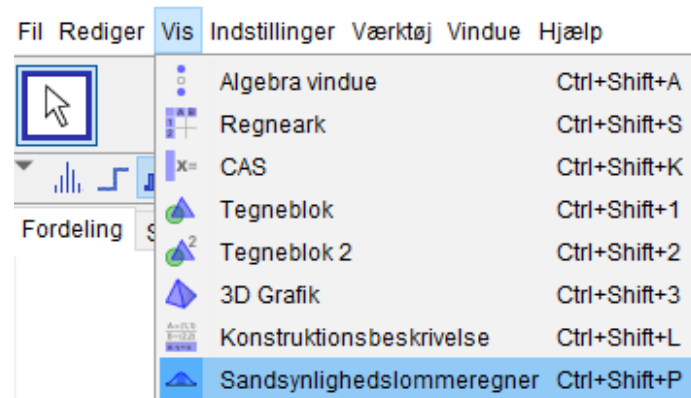 Fil Rediger Vis Indstillinger Værktøj Vindue Hjælp
Algebra vindue Ctrl+Shift+A
Regneark Ctrl+Shift+S
CAS Ctrl+Shift+K
Tegneblok Ctrl+Shift+1
Tegneblok 2 Ctrl+Shift+2
3D Grafik Ctrl+Shift+3
Konstruktionsbeskrivelse Ctrl+Shift+L
Sandsynlighedslommeregner Ctrl+Shift+P
Fordeling